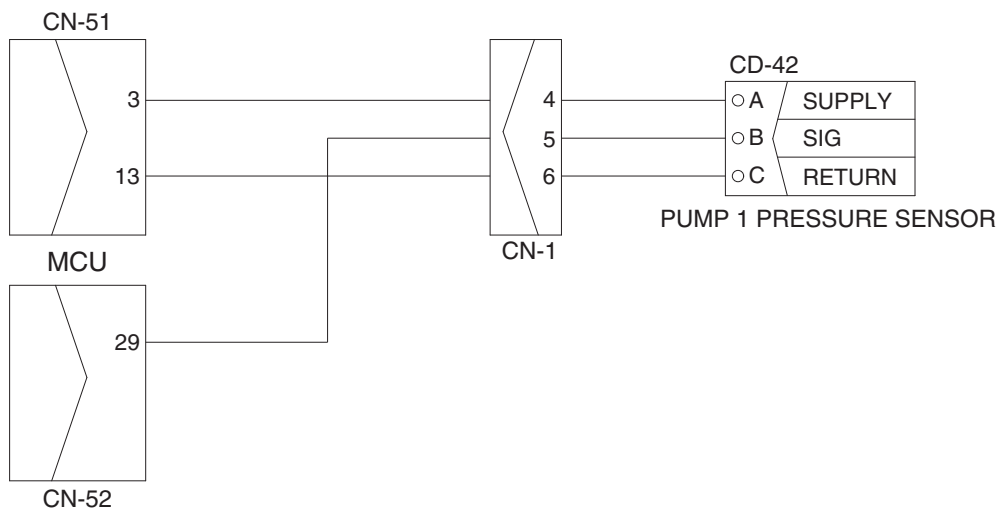 CN-51
CD-42
3
4
A SUPPLY
5
B SIG
13
6
C RETURN
PUMP 1 PRESSURE SENSOR
CN-1
MCU
29
CN-52